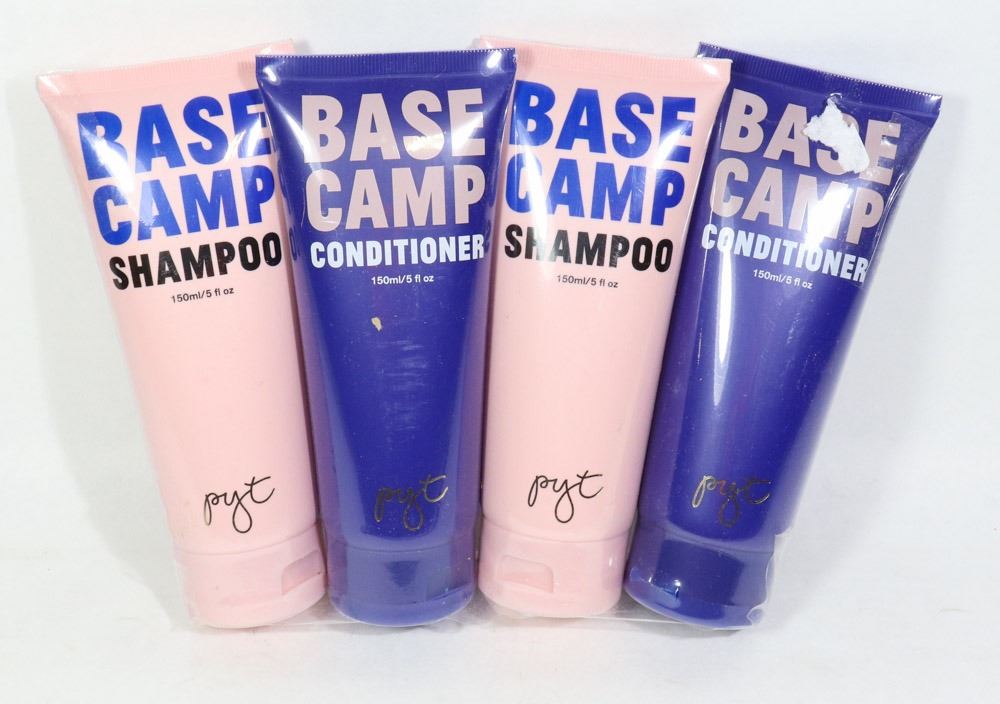 BASE
CAMP
SHAMPOO
150ml/5 fl oz
pyt
BASE
CAMP
CONDITIONER
150ml/5 fl oz
pyt
BASE
CAMP
SHAMPOO
150ml/5 fl oz
pyt
BASE
CAMP
CONDITIONER
150ml/5 fl oz
pyt